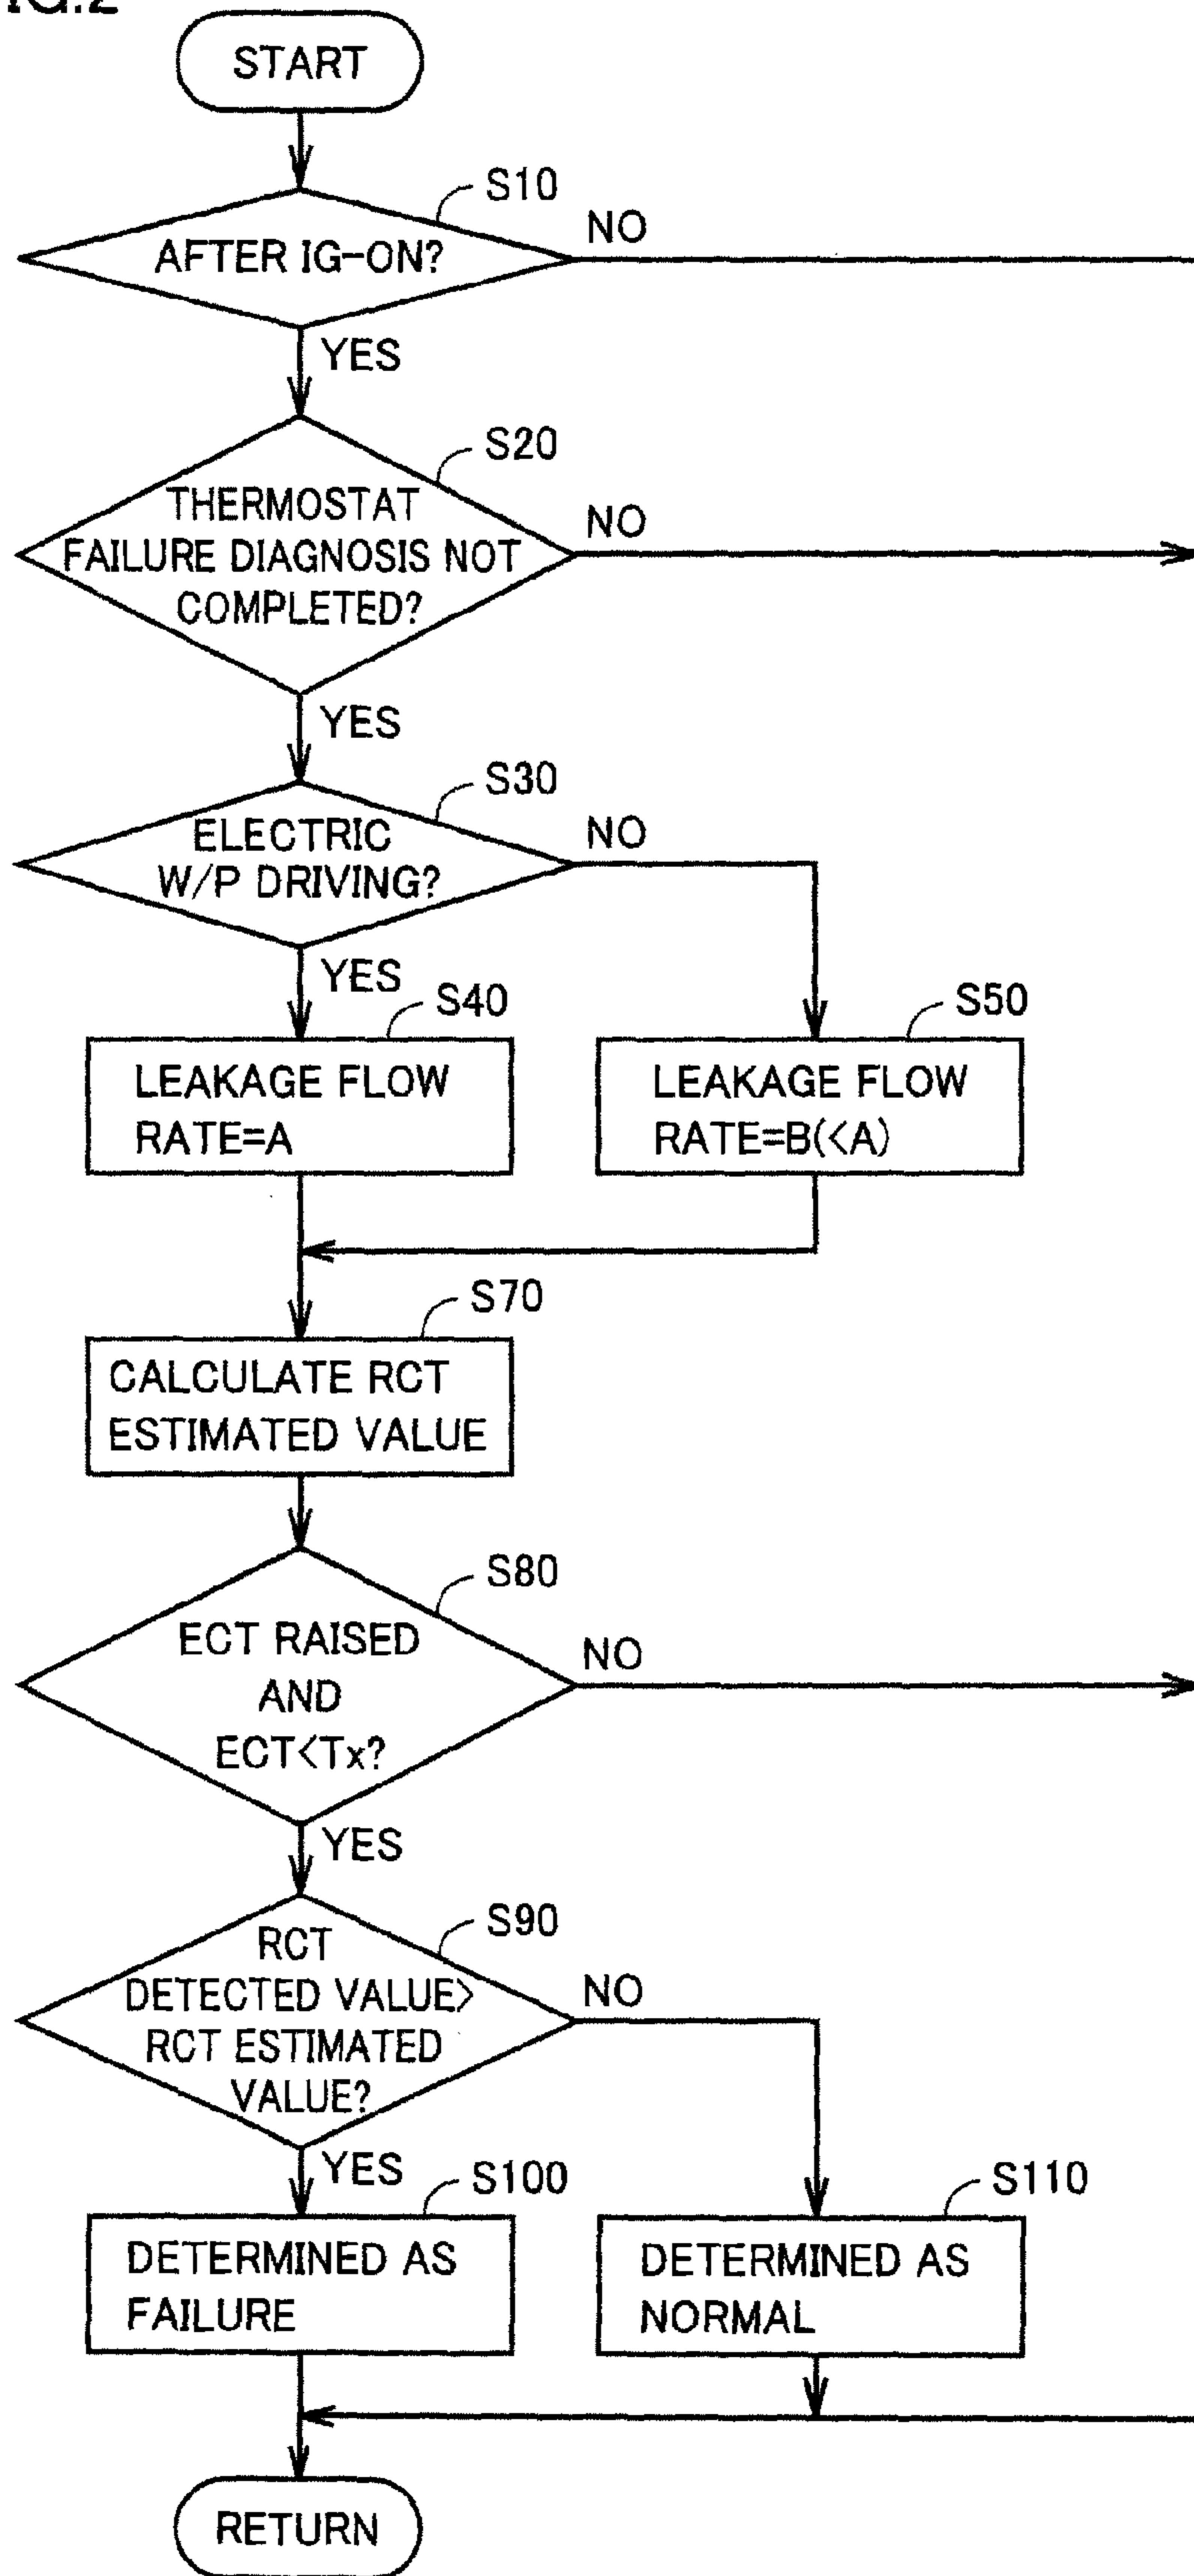 FIG.2
START
S10
AFTER IG-ON?
NO
YES
S20
THERMOSTAT
FAILURE DIAGNOSIS NOT
COMPLETED?
NO
YES
S30
ELECTRIC
W/P DRIVING?
NO
YES
S40
LEAKAGE FLOW
RATE=A
S50
LEAKAGE FLOW
RATE=B(<A)
S70
CALCULATE RCT
ESTIMATED VALUE
S80
ECT RAISED
AND
ECT<Tx?
NO
YES
S90
RCT
DETECTED VALUE>
RCT ESTIMATED
VALUE?
NO
YES
S100
DETERMINED AS
FAILURE
S110
DETERMINED AS
NORMAL
RETURN